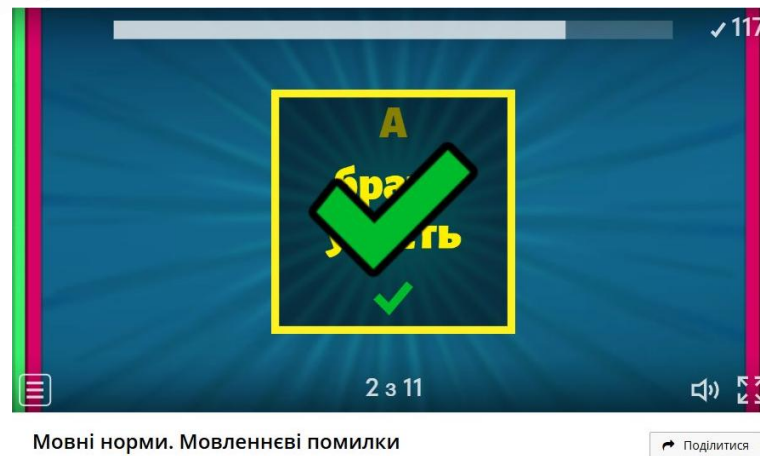 117
А
2 з 11
Мовні норми. Мовленнєві помилки
Поділитися